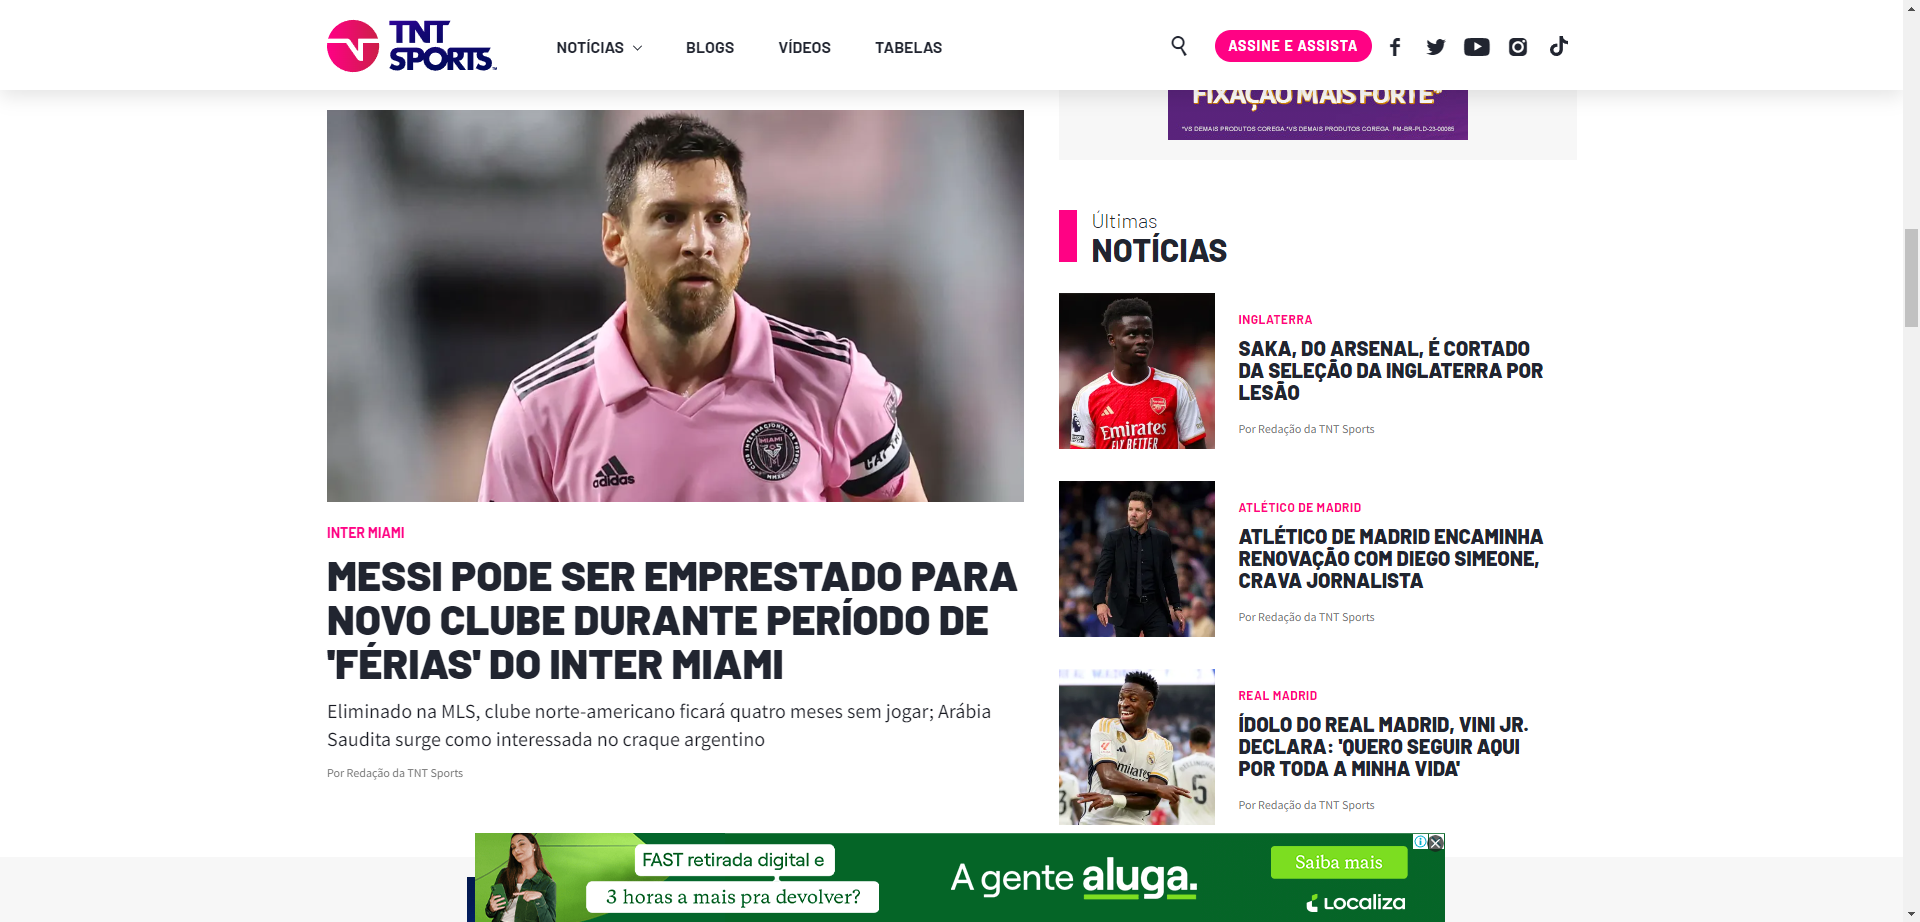 TNT
SPORTS
NOTÍCIAS
BLOGS
VÍDEOS
TABELAS
ASSINE E ASSISTA
FIXAÇÃO MAIS FORTE*
*VS DEMAIS PRODUTOS COREGA.*VS DEMAIS PRODUTOS COREGA. PM-BR-PLD-23-00065
adidas
MIAMI
INTER MIAMI
MESSI PODE SER EMPRESTADO PARA
NOVO CLUBE DURANTE PERÍODO DE
'FÉRIAS' DO INTER MIAMI
Eliminado na MLS, clube norte-americano ficará quatro meses sem jogar; Arábia
Saudita surge como interessada no craque argentino
Por Redação da TNT Sports
Últimas
NOTÍCIAS
Emirates
FLY BETTER
INGLATERRA
SAKA, DO ARSENAL, É CORTADO
DA SELEÇÃO DA INGLATERRA POR
LESÃO
Por Redação da TNT Sports
ATLÉTICO DE MADRID
ATLÉTICO DE MADRID ENCAMINHA
RENOVAÇÃO COM DIEGO SIMEONE,
CRAVA JORNALISTA
Por Redação da TNT Sports
5
REAL MADRID
ÍDOLO DO REAL MADRID, VINI JR.
DECLARA: 'QUERO SEGUIR AQUI
POR TODA A MINHA VIDA'
Por Redação da TNT Sports
FAST retirada digital e
3 horas a mais pra devolver?
A gente aluga.
Saiba mais
Localiza